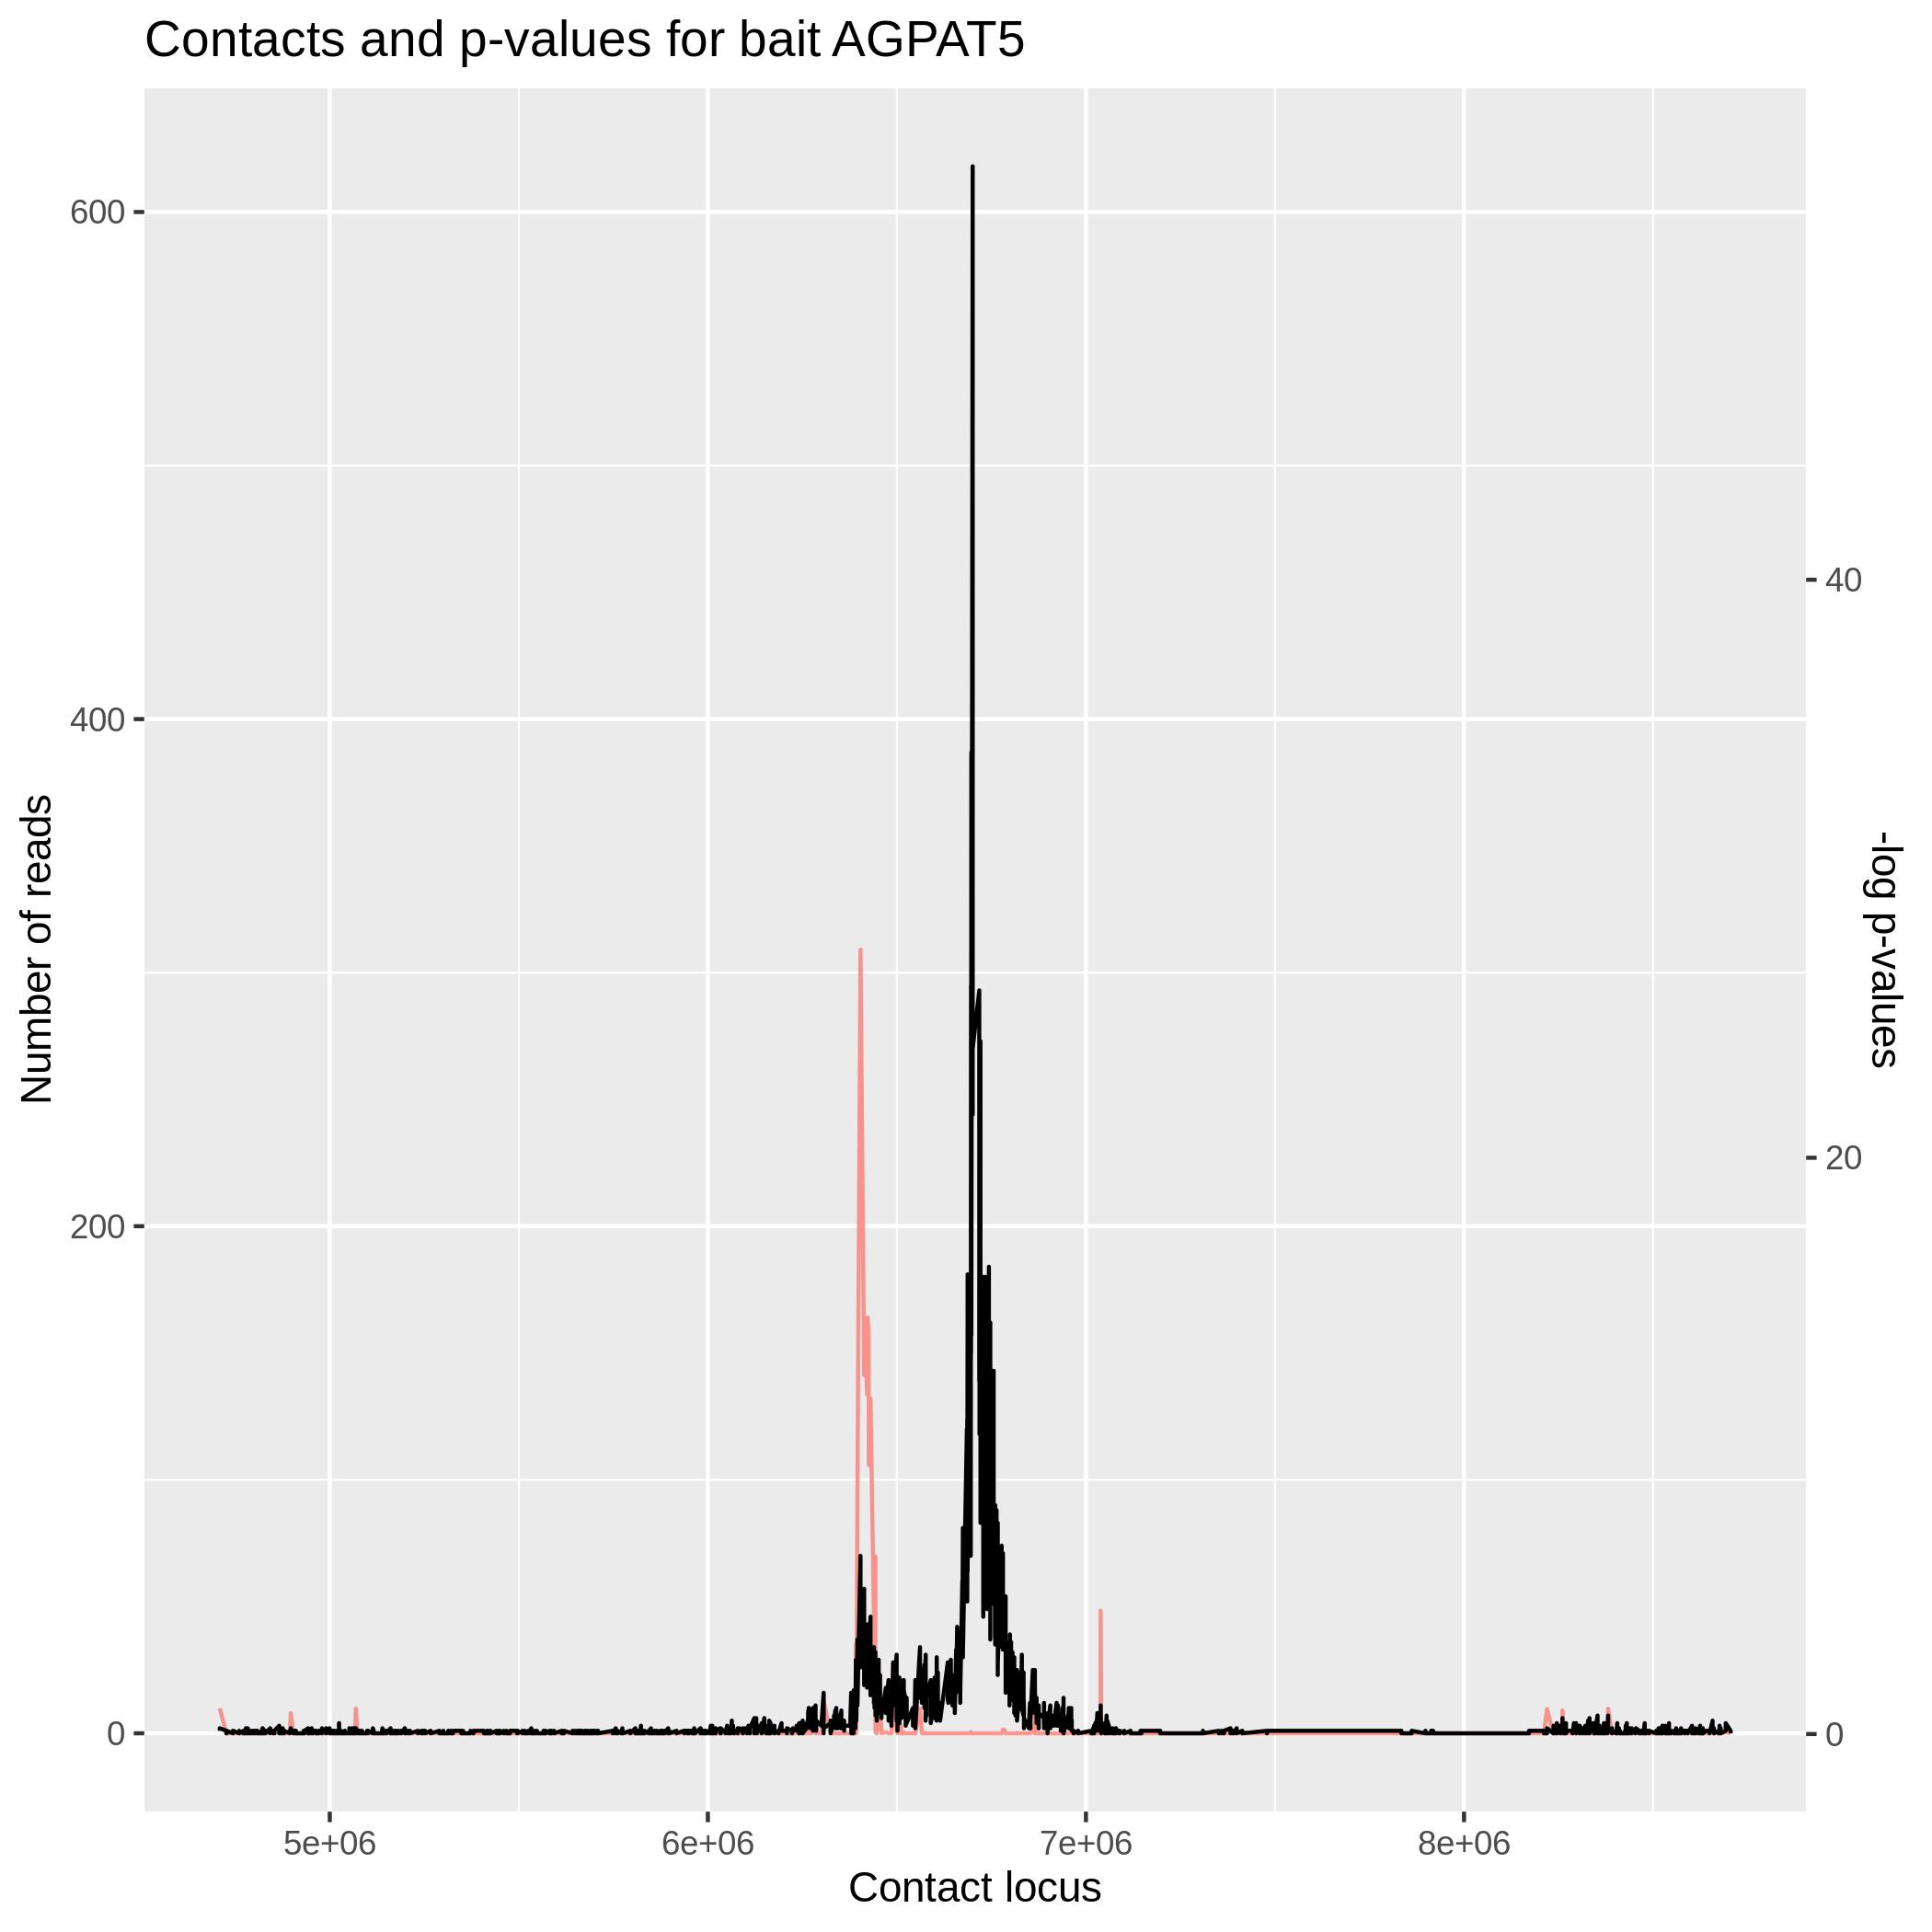 Contacts and p-values for bait AGPAT5
600
400
200
0
Number of reads
40
20
0
-log p-values
5e+06
6e+06
7e+06
8e+06
Contact locus